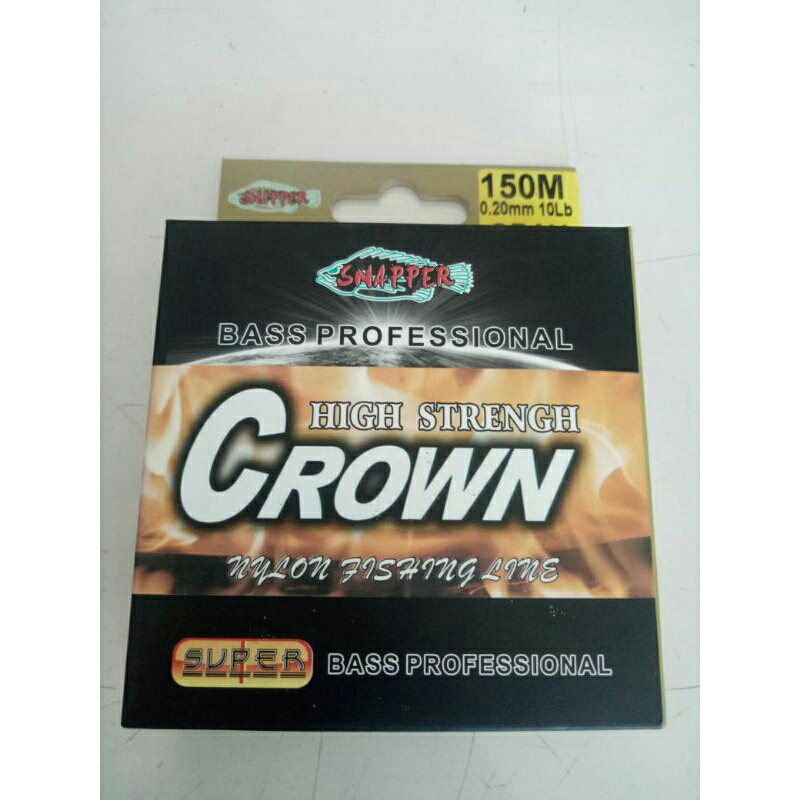 SNAPPER
150M
0.20mm 10Lb
SNAPPER
BASS PROFESSIONAL
HIGH STRENGH
CROWN
NYLON FISHING LINE
SUPER
BASS PROFESSIONAL